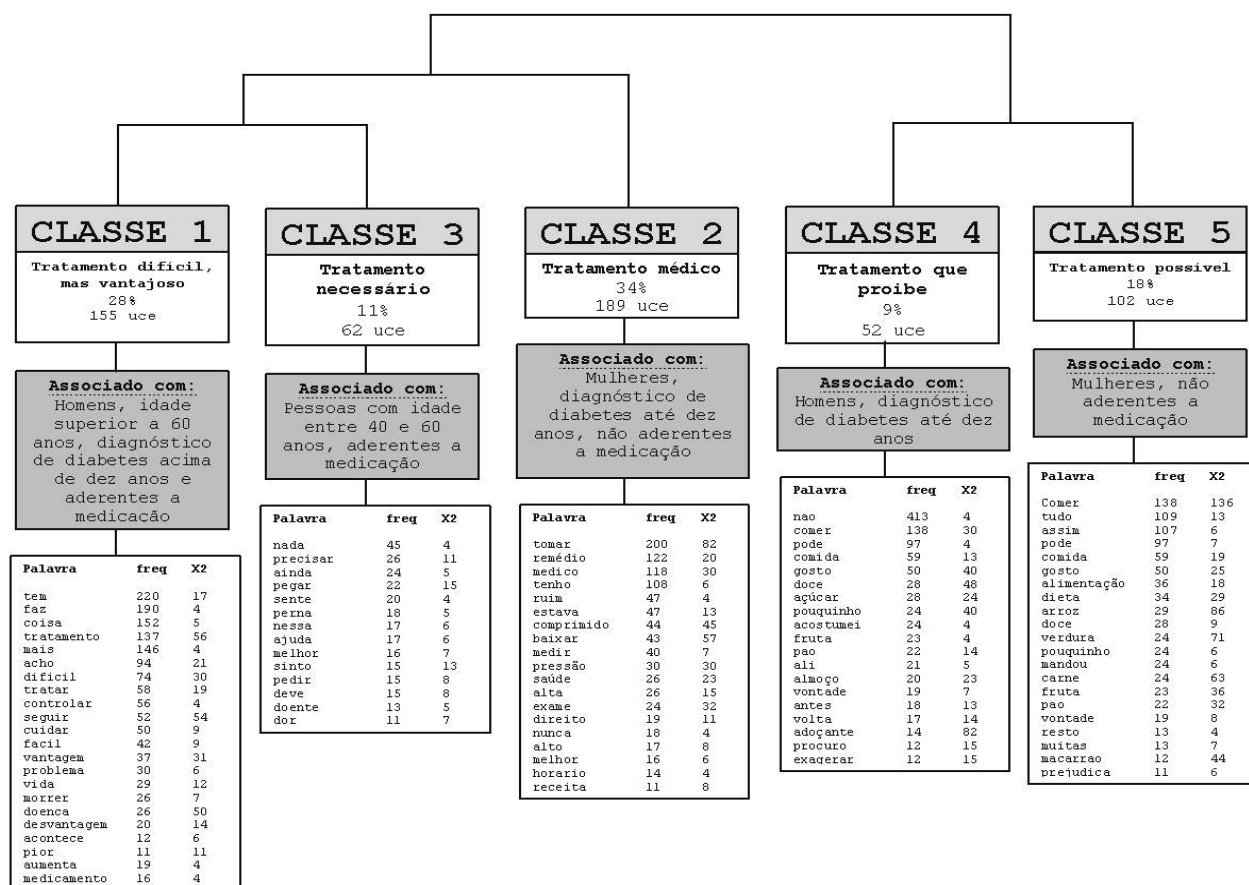 CLASSE 1
Tratamento difícil,
mas vantajoso
28%
155 uce
Associado com:
Homens, idade
superior a 60
anos, diagnóstico
de diabetes acima
de dez anos e
aderentes a
medicação
Palavra freq X2
tem 220 17
faz 190 4
coisa 152 5
tratamento 137 56
mais 146 4
acho 94 21
dificil 74 30
tratar 58 19
controlar 56 4
seguir 52 54
cuidar 50 9
facil 42 9
vantagem 37 31
problema 30 6
vida 29 12
morrer 26 7
doenca 26 50
desvantagem 20 14
acontece 12 6
pior 11 11
aumenta 19 4
medicamento 16 4
CLASSE 3
Tratamento
necessário
11%
62 uce
Associado com:
Pessoas com idade
entre 40 e 60
anos, aderentes a
medicação
Palavra freq X2
nada 45 4
precisar 26 11
ainda 24 5
pegar 22 15
sente 20 4
perna 18 5
nessa 17 6
ajuda 17 6
melhor 16 7
sinto 15 13
pedir 15 8
deve 15 8
doente 13 5
dor 11 7
CLASSE 2
Tratamento médico
34%
189 uce
Associado com:
Mulheres,
diagnóstico de
diabetes até dez
anos, não aderentes
a medicação
Palavra freq X2
tomar 200 82
remédio 122 20
medico 118 30
tenho 108 6
ruim 47 4
estava 47 13
comprimido 44 45
baixar 43 57
medir 40 7
pressão 30 30
saúde 26 23
alta 26 15
exame 24 32
direito 19 11
nunca 18 4
alto 17 8
melhor 16 6
horario 14 4
receita 11 8
CLASSE 4
Tratamento que
proibe
9%
52 uce
Associado com:
Homens, diagnóstico
de diabetes até dez
anos
Palavra freq X2
nao 413 4
comer 138 30
pode 97 4
comida 59 13
gosto 50 40
doce 28 48
açúcar 28 24
pouquinho 24 40
acostumei 24 4
fruta 23 4
pao 22 14
ali 21 5
almoço 20 23
vontade 19 7
antes 18 13
volta 17 14
adoçante 14 82
procuro 12 15
exagerar 12 15
CLASSE 5
Tratamento possível
18%
102 uce
Associado com:
Mulheres, não
aderentes a
medicação
Palavra freq X2
Comer 138 136
tudo 109 13
assim 107 6
pode 97 7
comida 59 19
gosto 50 25
alimentação 36 18
dieta 34 29
arroz 29 86
doce 28 9
verdura 24 71
pouquinho 24 6
mandou 24 6
carne 24 63
fruta 23 36
pao 22 32
vontade 19 8
resto 13 4
muitas 13 7
macarrao 12 44
prejudica 11 6